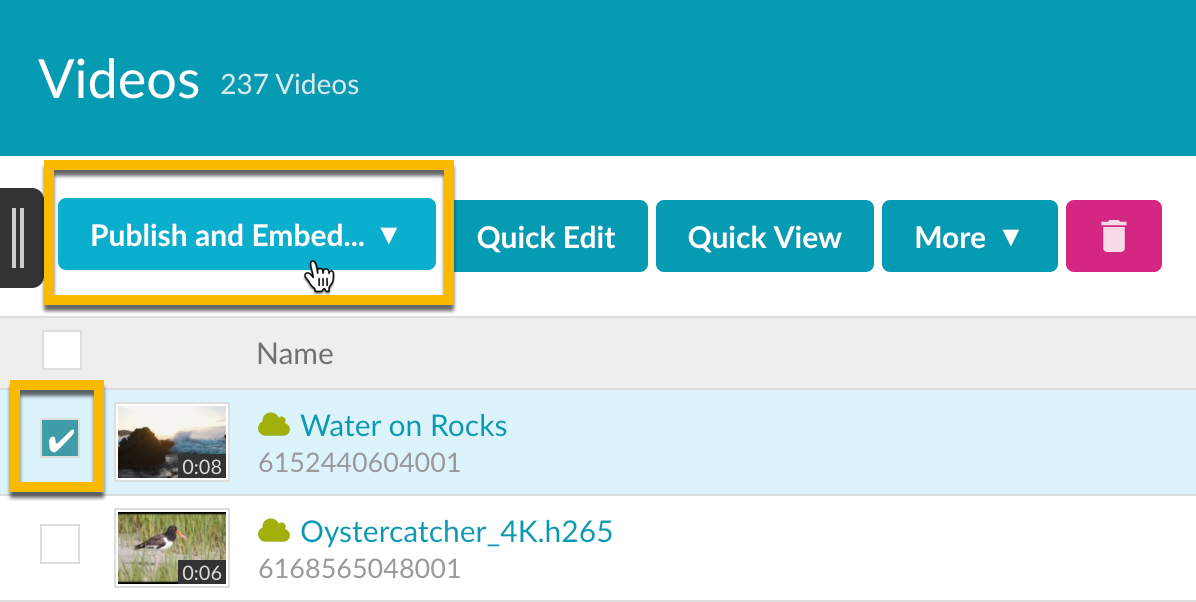 Videos 237 Videos
Publish and Embed... ▼ Quick Edit Quick View More ▼
Name
Water on Rocks
0:08 6152440604001
Oystercatcher_4K.h265
0:06 6168565048001